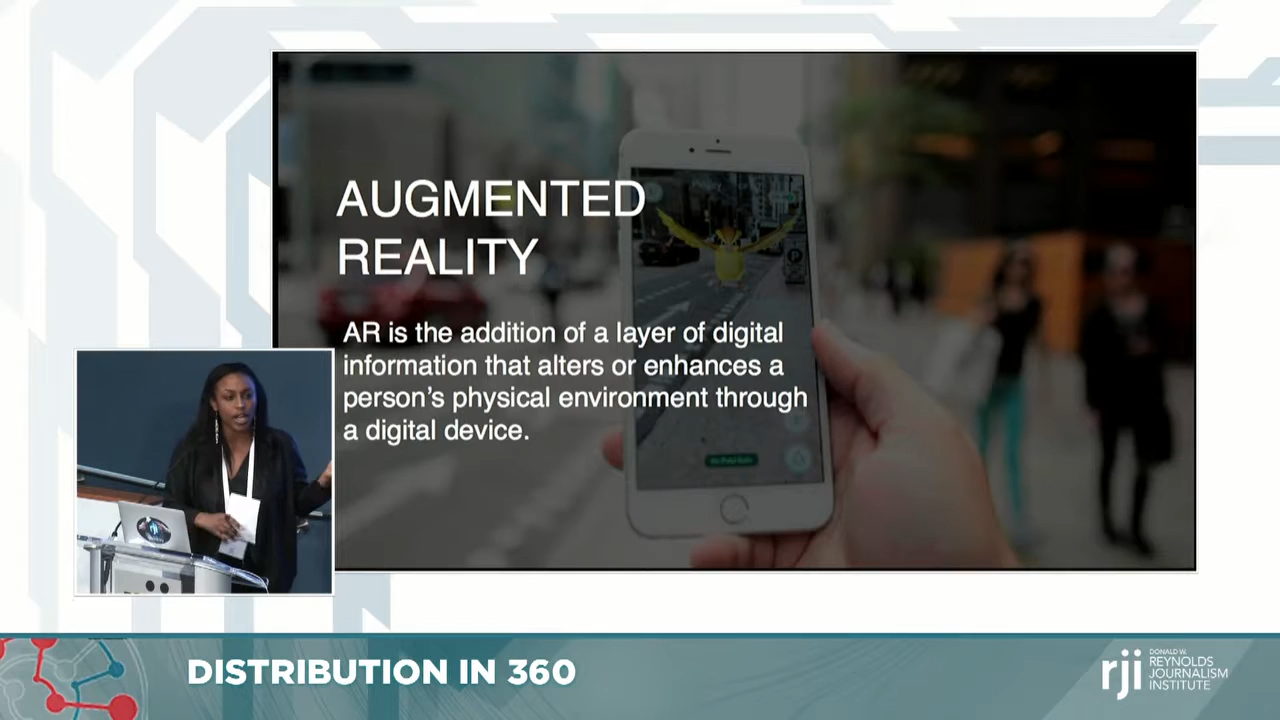 AUGMENTED
REALITY
AR is the addition of a layer of digital
information that alters or enhances a
person's physical environment through
a digital device.
DISTRIBUTION IN 360
rji
DONALD W.
REYNOLDS
JOURNALISM
INSTITUTE